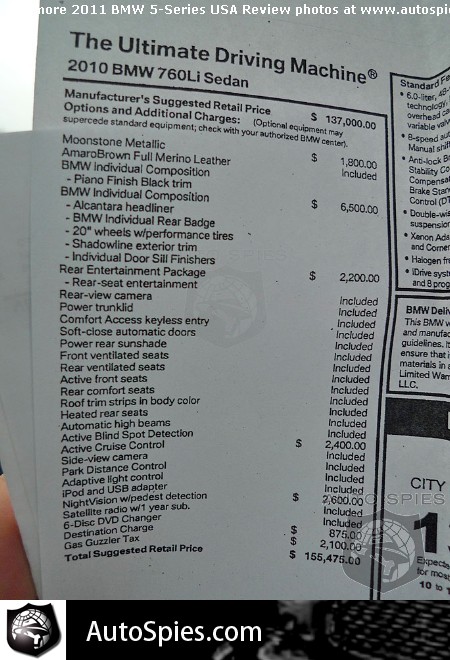 more 2011 BMW 5-Series USA Review photos at www.autospie
The Ultimate Driving Machine®
2010 BMW 760Li Sedan
Manufacturer's Suggested Retail Price $ 137,000.00
Options and Additional Charges: (Optional equipment may
supercede standard equipment; check with your authorized BMW center).
Moonstone Metallic $ 1,800.00
AmaroBrown Full Merino Leather Included
BMW Individual Composition
- Piano Finish Black trim
BMW Individual Composition $ 6,500.00
- Alcantara headliner
- BMW Individual Rear Badge
- 20" wheels w/performance tires
- Shadowline exterior trim
- Individual Door Sill Finishers
Rear Entertainment Package $ 2,200.00
- Rear-seat entertainment
Rear-view camera Included
Power trunklid Included
Comfort Access keyless entry Included
Soft-close automatic doors Included
Power rear sunshade Included
Front ventilated seats Included
Rear ventilated seats Included
Active front seats Included
Rear comfort seats Included
Roof trim strips in body color Included
Heated rear seats Included
Automatic high beams Included
Active Blind Spot Detection Included
Active Cruise Control $ 2,400.00
Side-view camera Included
Park Distance Control Included
Adaptive light control Included
iPod and USB adapter Included
NightVision w/pedest detection $ 2,600.00
Satellite radio w/1 year sub. Included
6-Disc DVD Changer Included
Destination Charge $ 875.00
Gas Guzzler Tax $ 2,100.00
Total Suggested Retail Price $ 155,475.00
Standard Fe
• 6.0-liter, 48-
technology,
overhead ca
variable valv
• 8-speed aut
Manual shift
• Anti-lock B
Stability Co
Compensa
Brake Stan
Control (DT
• Double-wis
suspension
• Xenon Ada
and Corner
• Halogen fr
• iDrive syst
and 8 prog
BMW Deliv
This BMW v
and manufac
guidelines. It
ensure that i
materials in a
Limited Warr
LLC.
CITY
1
Expecte
for mos
10 to
SPIES
AutoSpies.com